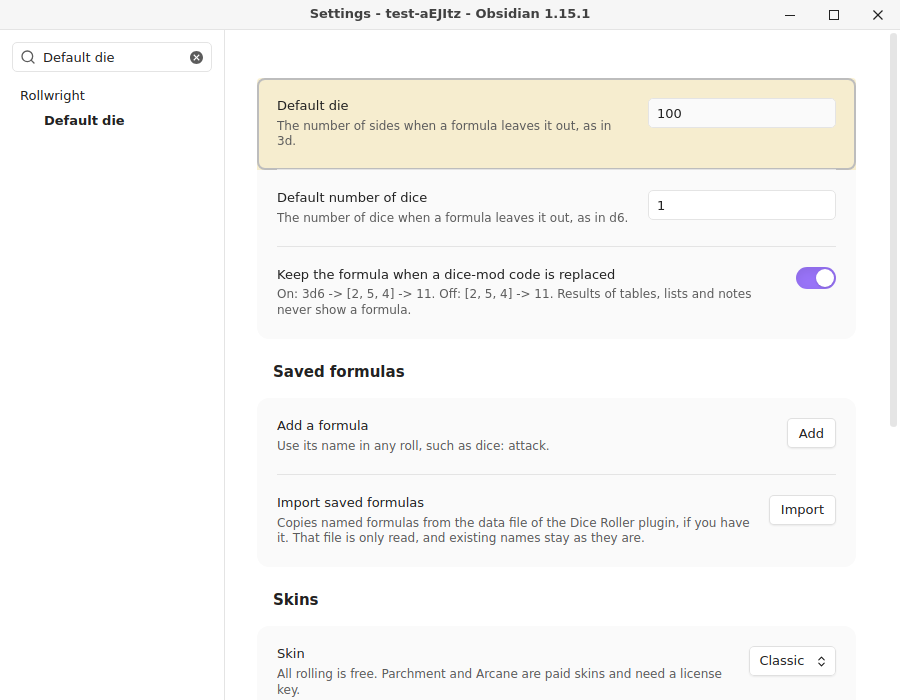 Settings - test-aEJItz - Obsidian 1.15.1
Default die
Rollwright
Default die
Default die
The number of sides when a formula leaves it out, as in
3d.
100
Default number of dice
The number of dice when a formula leaves it out, as in d6.
1
Keep the formula when a dice-mod code is replaced
On: 3d6 -> [2, 5, 4] -> 11. Off: [2, 5, 4] -> 11. Results of tables, lists and notes
never show a formula.
Saved formulas
Add a formula
Use its name in any roll, such as dice: attack.
Add
Import saved formulas
Copies named formulas from the data file of the Dice Roller plugin, if you have
it. That file is only read, and existing names stay as they are.
Import
Skins
Skin
All rolling is free. Parchment and Arcane are paid skins and need a license
key.
Classic